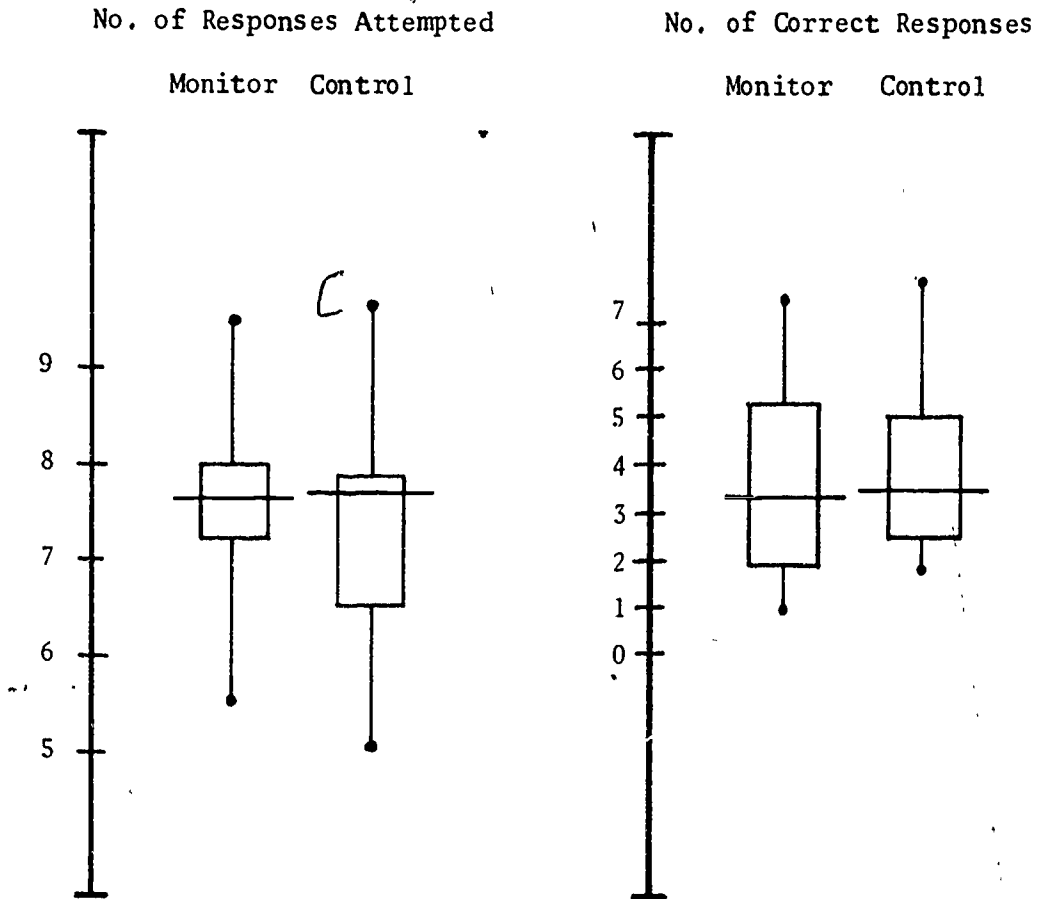 No. of Responses Attempted
Monitor Control
9
8
7
6
5
C
No. of Correct Responses
Monitor Control
7
6
5
4
3
2
1
0